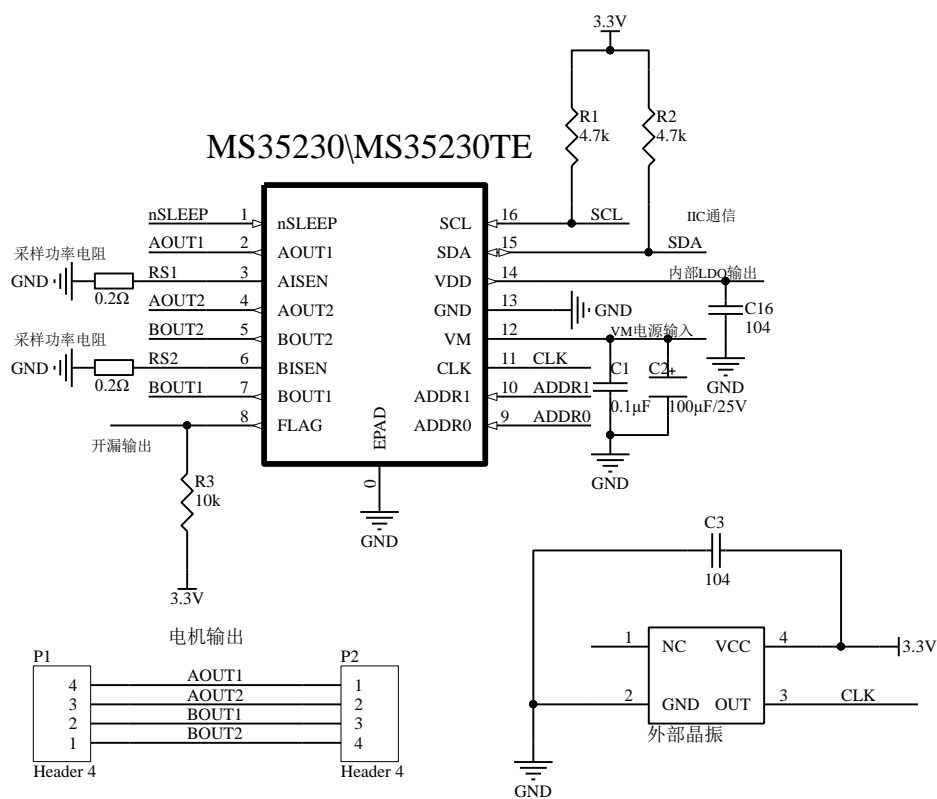 3.3V
R1
4.7k
R2
4.7k
MS35230\MS35230TE
nSLEEP 1 nSLEEP
AOUT1 2 AOUT1
采样功率电阻
GND RS1 3 AISEN
0.2Ω
AOUT2 4 AOUT2
BOUT2 5 BOUT2
采样功率电阻
GND RS2 6 BISEN
0.2Ω
BOUT1 7 BOUT1
8 FLAG
开漏输出
EPAD
0
GND
SCL 16 SCL
IIC通信
SDA 15 SDA
VDD 14 内部LDO输出
GND 13 GND
C16
104
GND
VM 12 VM电源输入
CLK 11 CLK
C1
0.1μF
C2+
100μF/25V
ADDR1 10 ADDR1
ADDR0 9 ADDR0
GND
R3
10k
3.3V
电机输出
P1
P2
4 AOUT1 1
3 AOUT2 2
2 BOUT1 3
1 BOUT2 4
Header 4
Header 4
C3
104
1 NC VCC 4 3.3V
2 GND OUT 3 CLK
外部晶振
GND